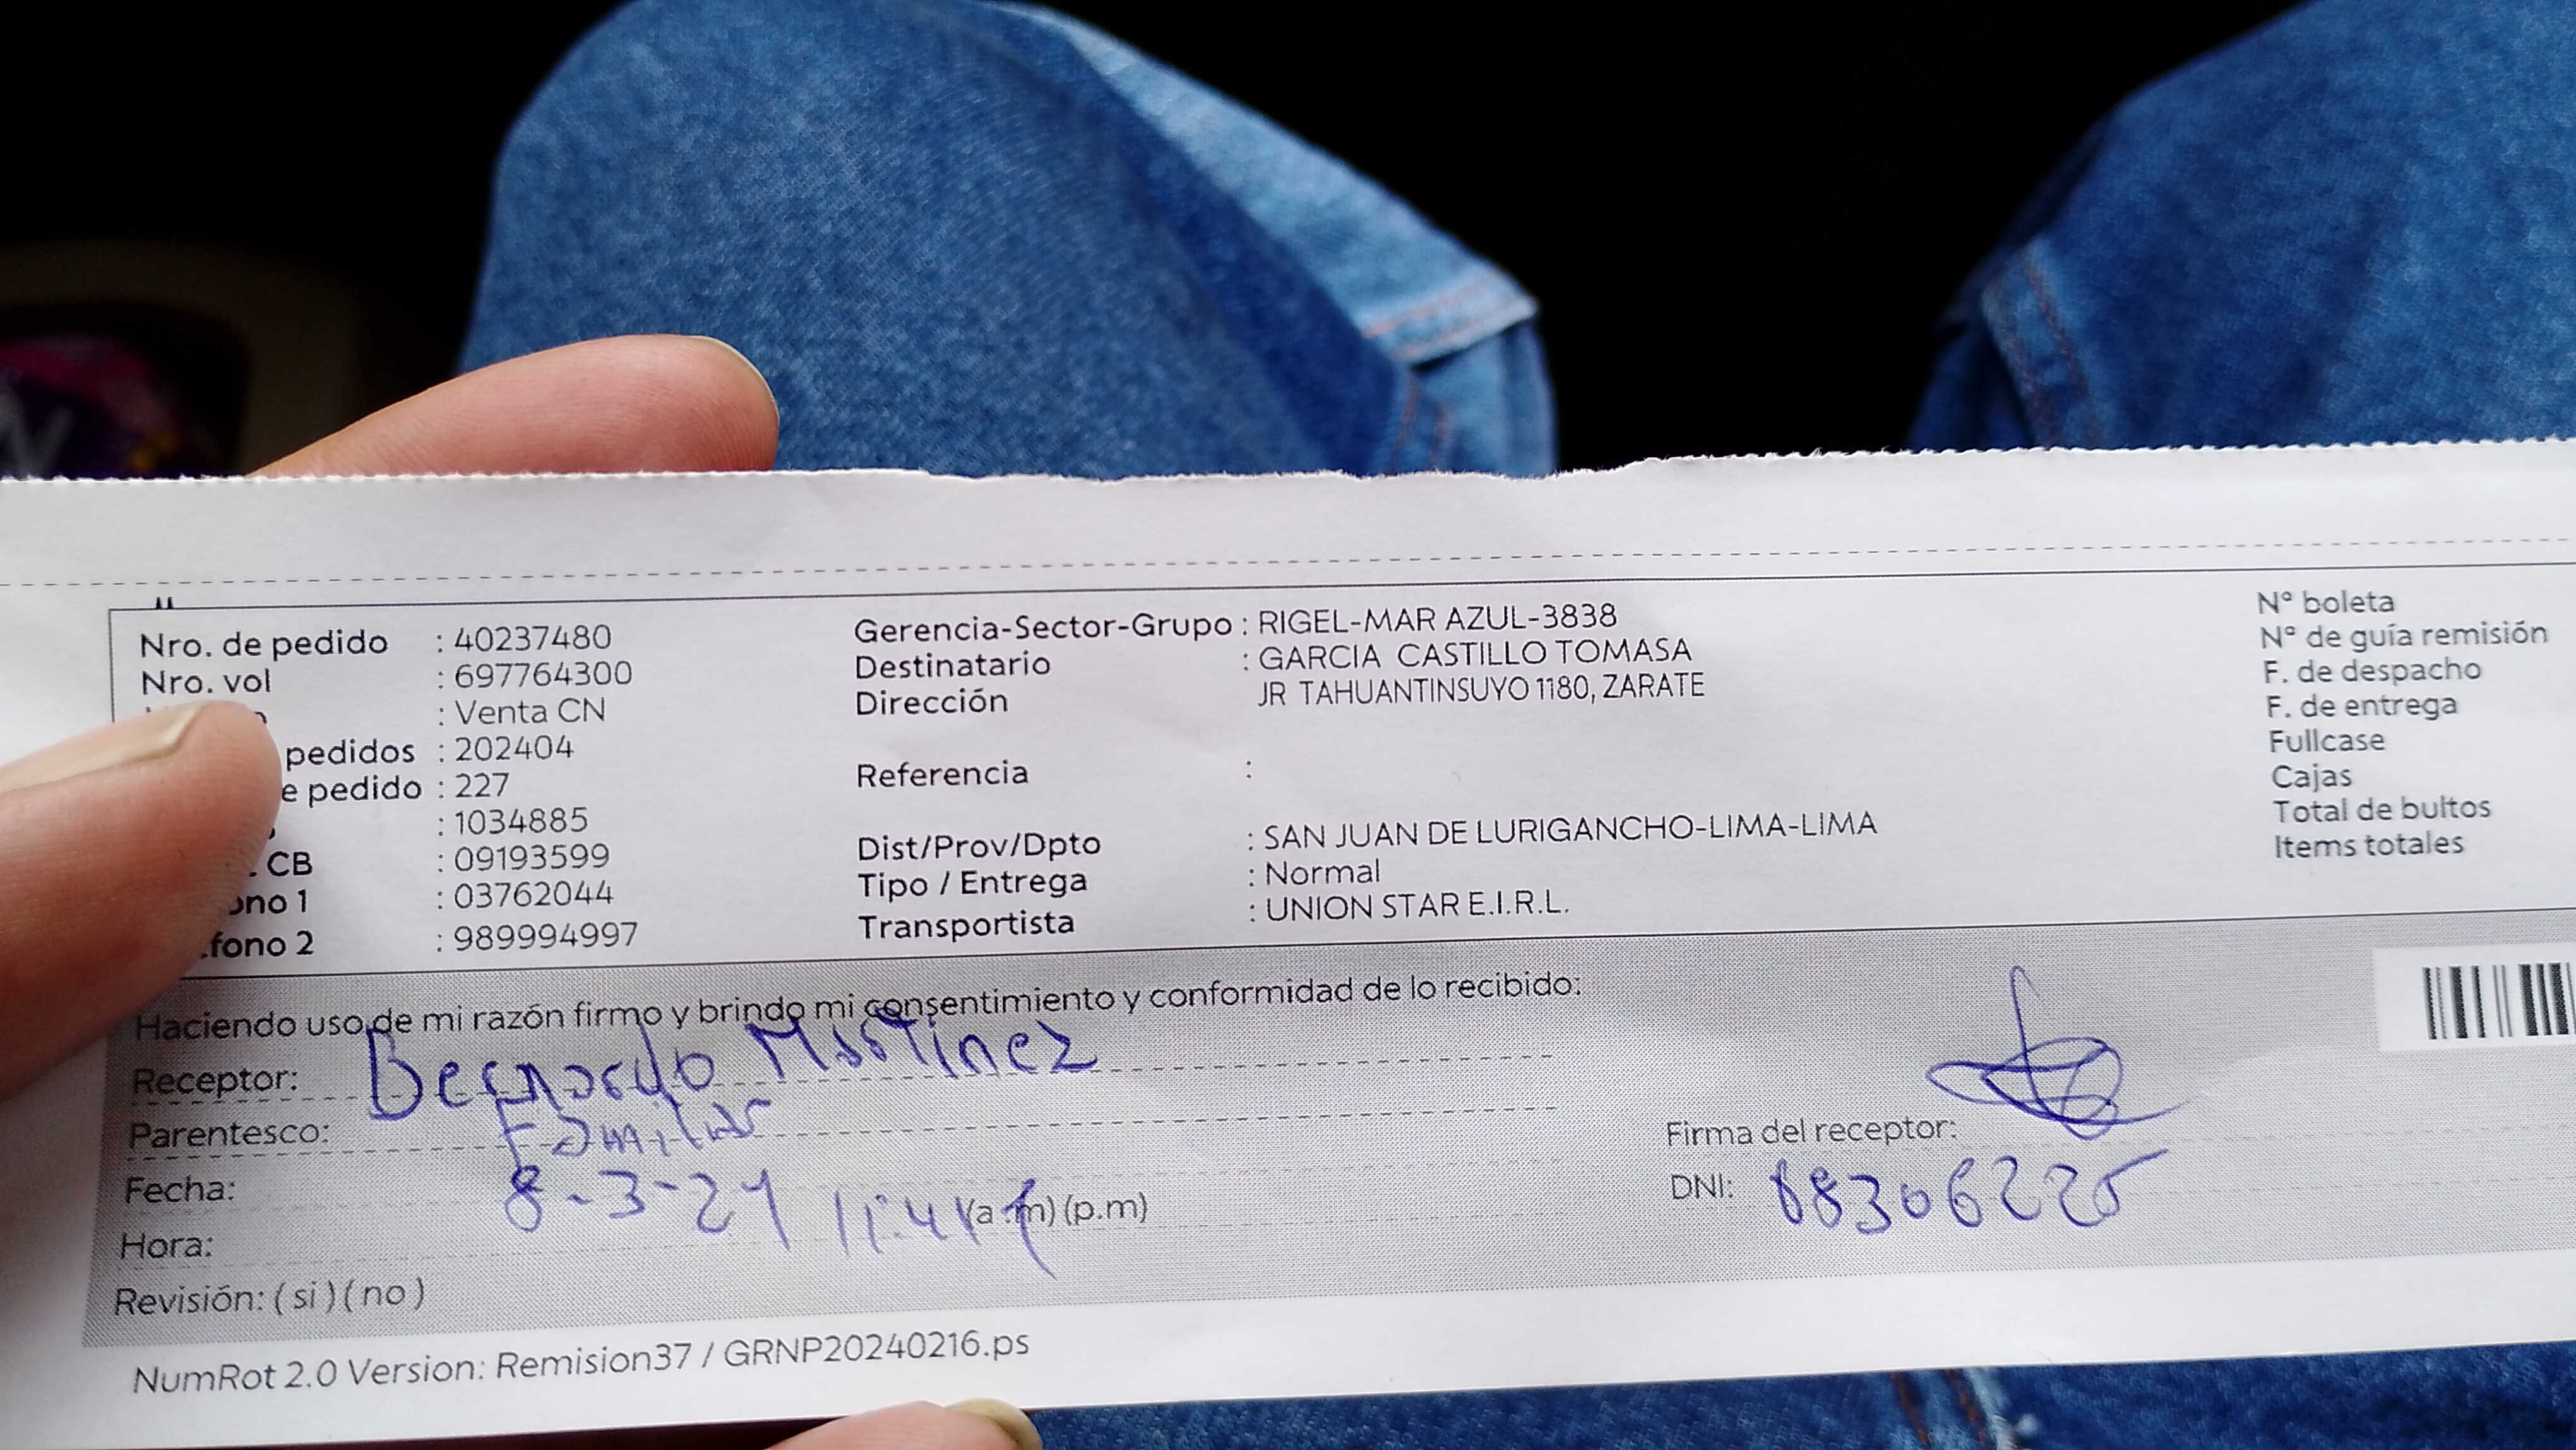 Nro. de pedido : 40237480
Nro. vol : 697764300
: Venta CN
pedidos : 202404
e pedido : 227
: 1034885
CB : 09193599
ono 1 : 03762044
fono 2 : 989994997
Gerencia-Sector-Grupo : RIGEL-MAR AZUL-3838
Destinatario : GARCIA CASTILLO TOMASA
Dirección JR TAHUANTINSUYO 1180, ZARATE
Referencia :
Dist/Prov/Dpto : SAN JUAN DE LURIGANCHO-LIMA-LIMA
Tipo / Entrega : Normal
Transportista : UNION STAR E.I.R.L.
N° boleta
N° de guía remisión
F. de despacho
F. de entrega
Fullcase
Cajas
Total de bultos
Items totales
Haciendo uso de mi razón firmo y brindo mi consentimiento y conformidad de lo recibido:
Receptor: Bernardo Martinez
Parentesco: Familiar
Fecha: 8-3-24
Hora: (a.m) (p.m)
Revisión: ( si ) ( no )
Firma del receptor:
DNI: 08306225
NumRot 2.0 Version: Remision37 / GRNP20240216.ps